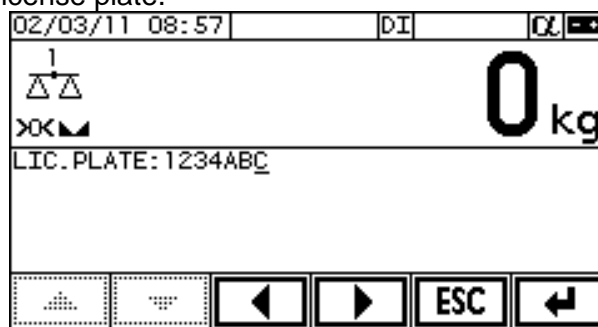 license plate.
02/03/11 08:57 DI α
1
0 kg
LIC.PLATE:1234ABC
ESC